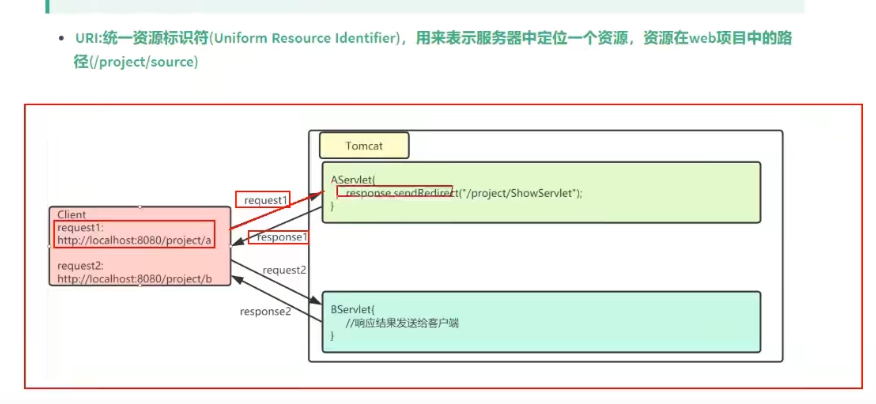 URI:统一资源标识符(Uniform Resource Identifier)，用来表示服务器中定位一个资源，资源在web项目中的路
径(/project/source)
Tomcat
AServlet{
response.sendRedirect("/project/ShowServlet");
}
request1
Client
request1:
http://localhost:8080/project/a
response1
request2:
http://localhost:8080/project/b
request2
response2
BServlet{
//响应结果发送给客户端
}